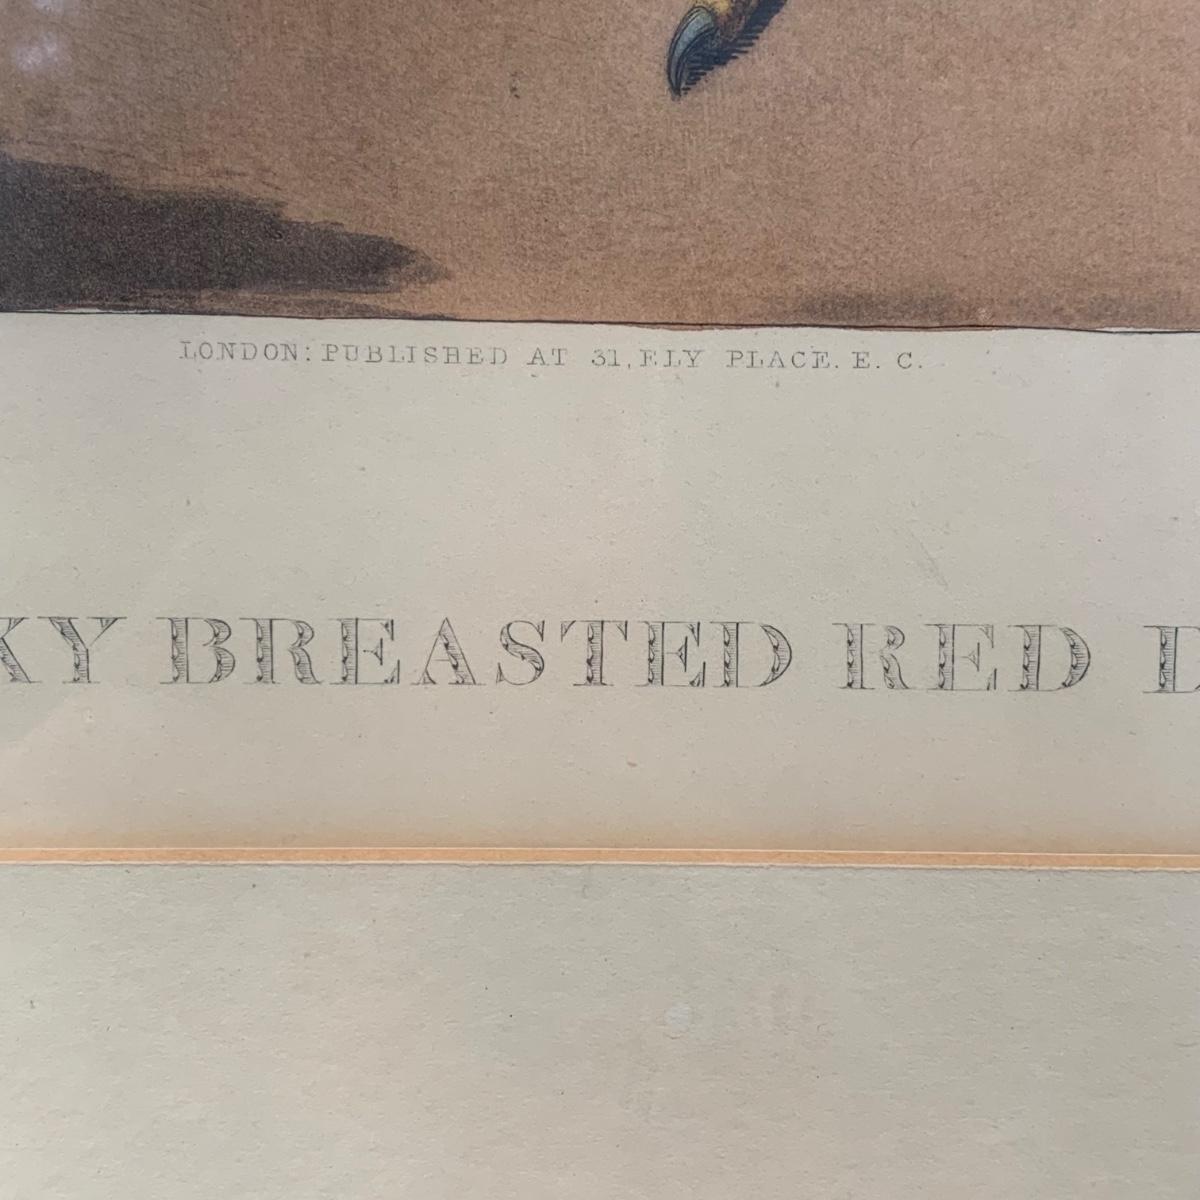 LONDON: PUBLISHED AT 31, ELY PLACE. E. C.
KY BREASTED RED D